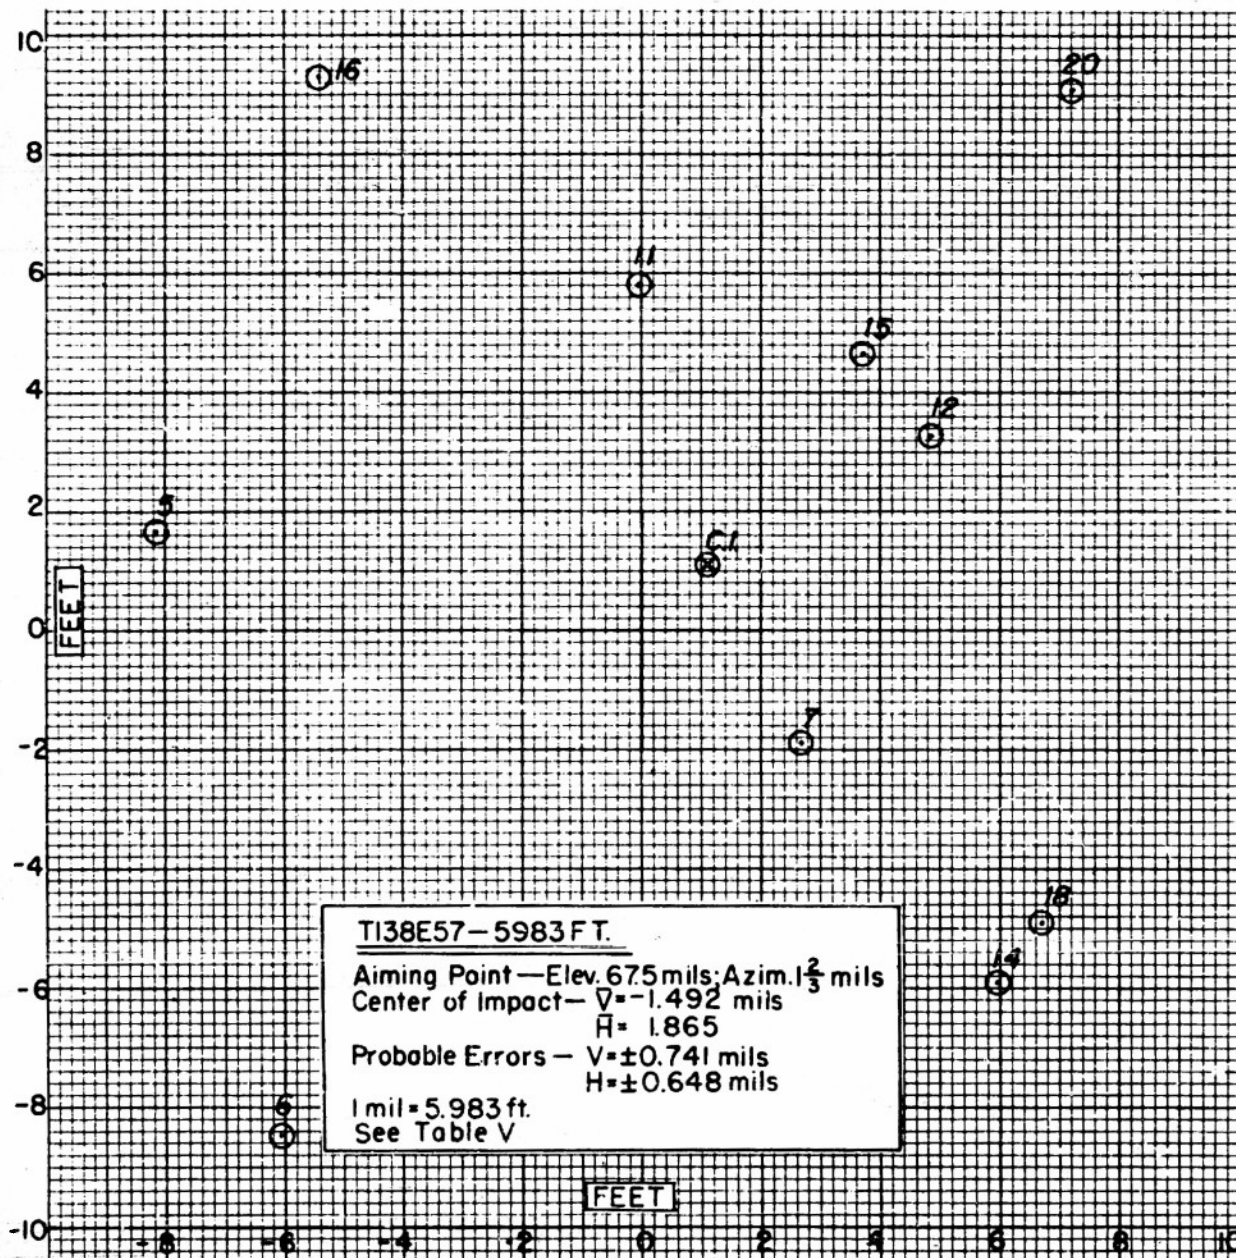 10
16
20
8
11
6
15
4
12
5
2
C.I.
FEET
0
7
-2
-4
18
T138E57-5983FT.
14
Aiming Point—Elev. 67.5 mils; Azim. 1 2/3 mils
-6
Center of Impact— V̅=-1.492 mils
H̅= 1.865
Probable Errors — V=±0.741 mils
H=±0.648 mils
-8
6
1 mil=5.983 ft.
See Table V
FEET
-10
-8 -6 -4 -2 0 2 4 6 8 10